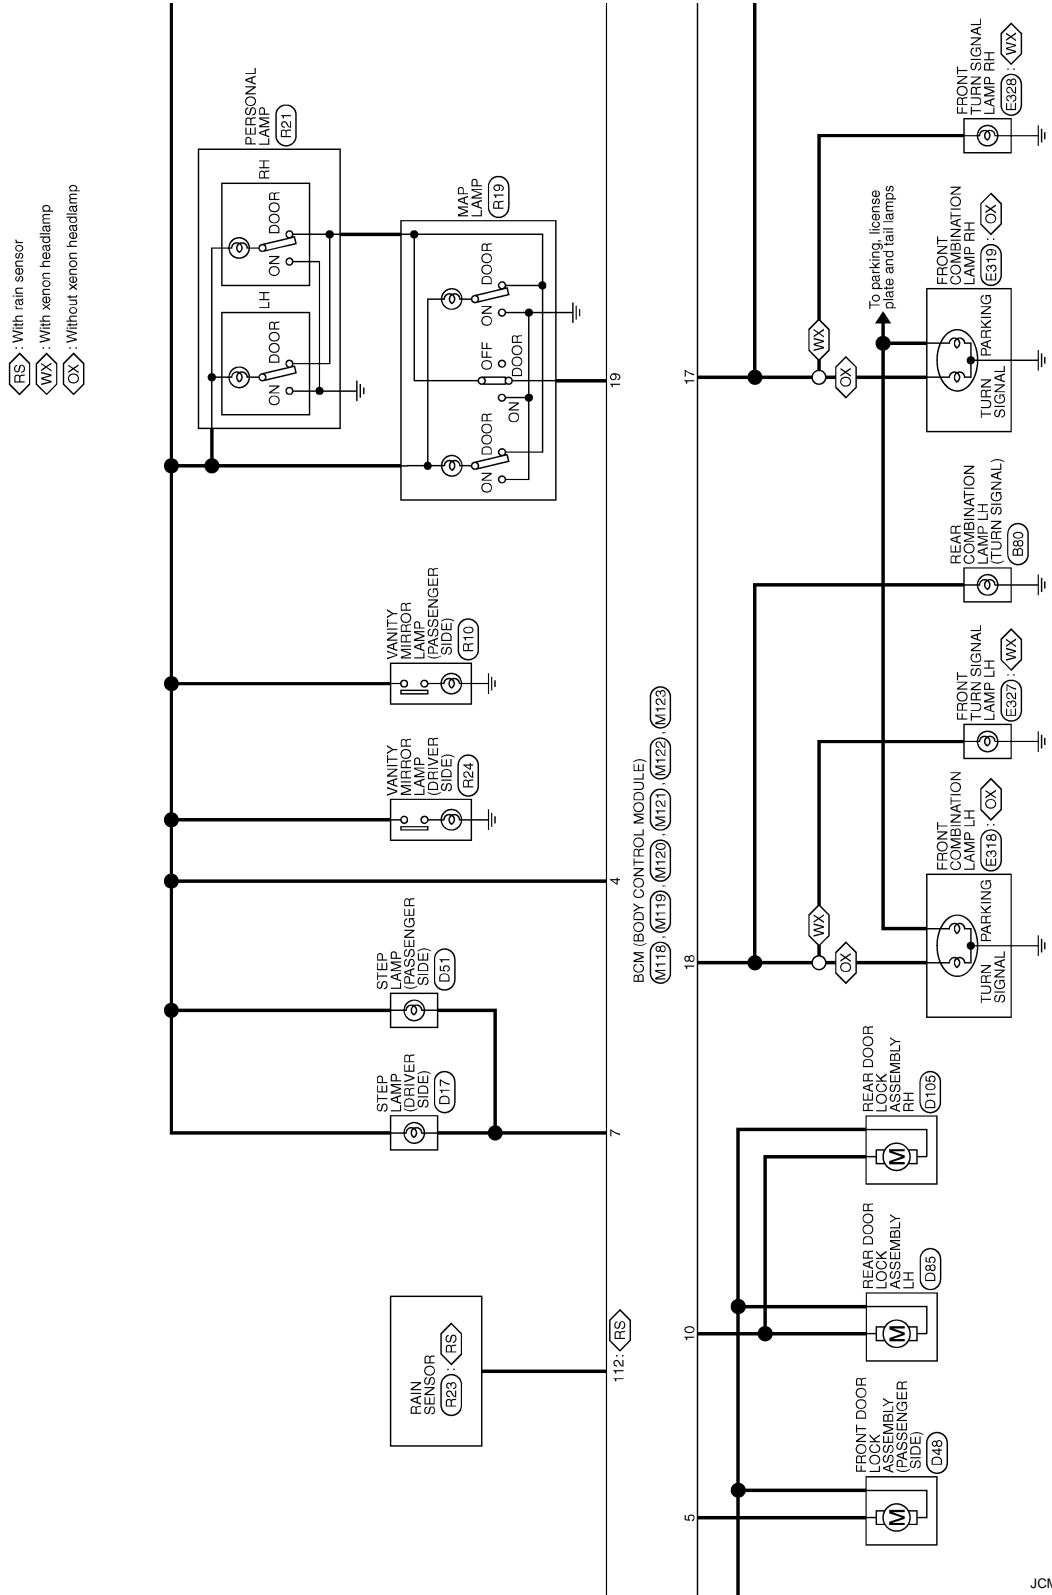 RS : With rain sensor
WX : With xenon headlamp
OX : Without xenon headlamp
RAIN
SENSOR
R23 : RS
STEP
LAMP
(DRIVER
SIDE)
D17
STEP
LAMP
(PASSENGER
SIDE)
D51
VANITY
MIRROR
LAMP
(DRIVER
SIDE)
R24
VANITY
MIRROR
LAMP
(PASSENGER
SIDE)
R10
PERSONAL
LAMP
R21
LH
ON
DOOR
RH
ON
DOOR
MAP
LAMP
R19
ON
DOOR
ON
OFF
DOOR
ON
DOOR
112: RS
7
4
19
BCM (BODY CONTROL MODULE)
M118 , M119 , M120 , M121 , M122 , M123
5
10
18
17
FRONT DOOR
LOCK
ASSEMBLY
(PASSENGER
SIDE)
D48
M
REAR DOOR
LOCK
ASSEMBLY
LH
D85
M
REAR DOOR
LOCK
ASSEMBLY
RH
D105
M
WX
OX
FRONT
COMBINATION
LAMP LH
E318 : OX
TURN
SIGNAL
PARKING
FRONT
TURN SIGNAL
LAMP LH
E327 : WX
REAR
COMBINATION
LAMP LH
(TURN SIGNAL)
B80
WX
OX
To parking, license
plate and tail lamps
FRONT
COMBINATION
LAMP RH
E319 : OX
TURN
SIGNAL
PARKING
FRONT
TURN SIGNAL
LAMP RH
E328 : WX